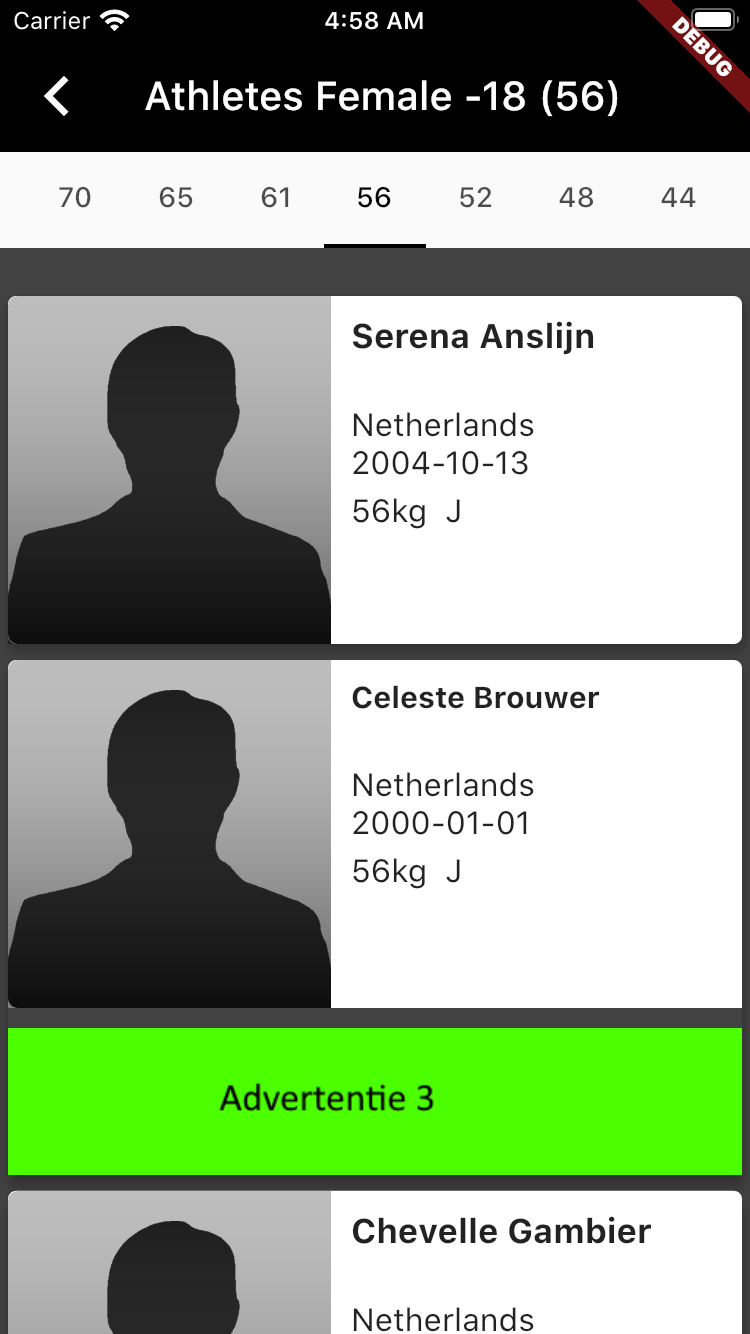 Carrier 4:58 AM
DEBUG
Athletes Female -18 (56)
70 65 61 56 52 48 44
Serena Anslijn
Netherlands
2004-10-13
56kg J
Celeste Brouwer
Netherlands
2000-01-01
56kg J
Advertentie 3
Chevelle Gambier
Netherlands